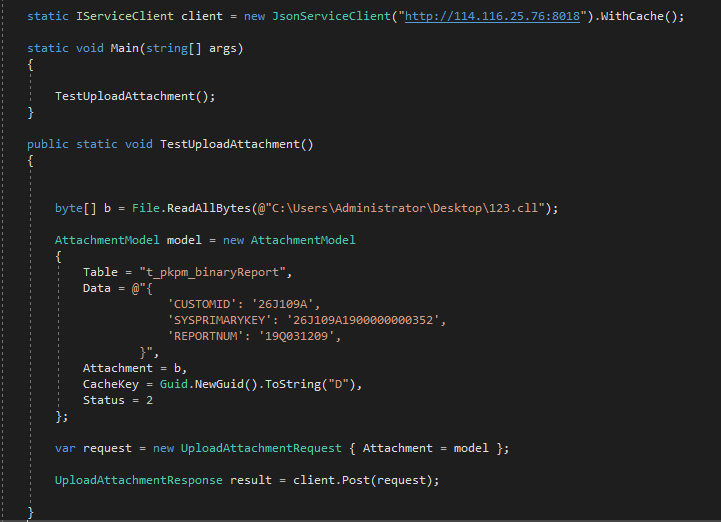 static IServiceClient client = new JsonServiceClient("http://114.116.25.76:8018").WithCache();
static void Main(string[] args)
{
TestUploadAttachment();
}
public static void TestUploadAttachment()
{
byte[] b = File.ReadAllBytes(@"C:\Users\Administrator\Desktop\123.cll");
AttachmentModel model = new AttachmentModel
{
Table = "t_pkpm_binaryReport",
Data = @"{
'CUSTOMID': '26J109A',
'SYSPRIMARYKEY': '26J109A1900000000352',
'REPORTNUM': '19Q031209',
}",
Attachment = b,
CacheKey = Guid.NewGuid().ToString("D"),
Status = 2
};
var request = new UploadAttachmentRequest { Attachment = model };
UploadAttachmentResponse result = client.Post(request);
}